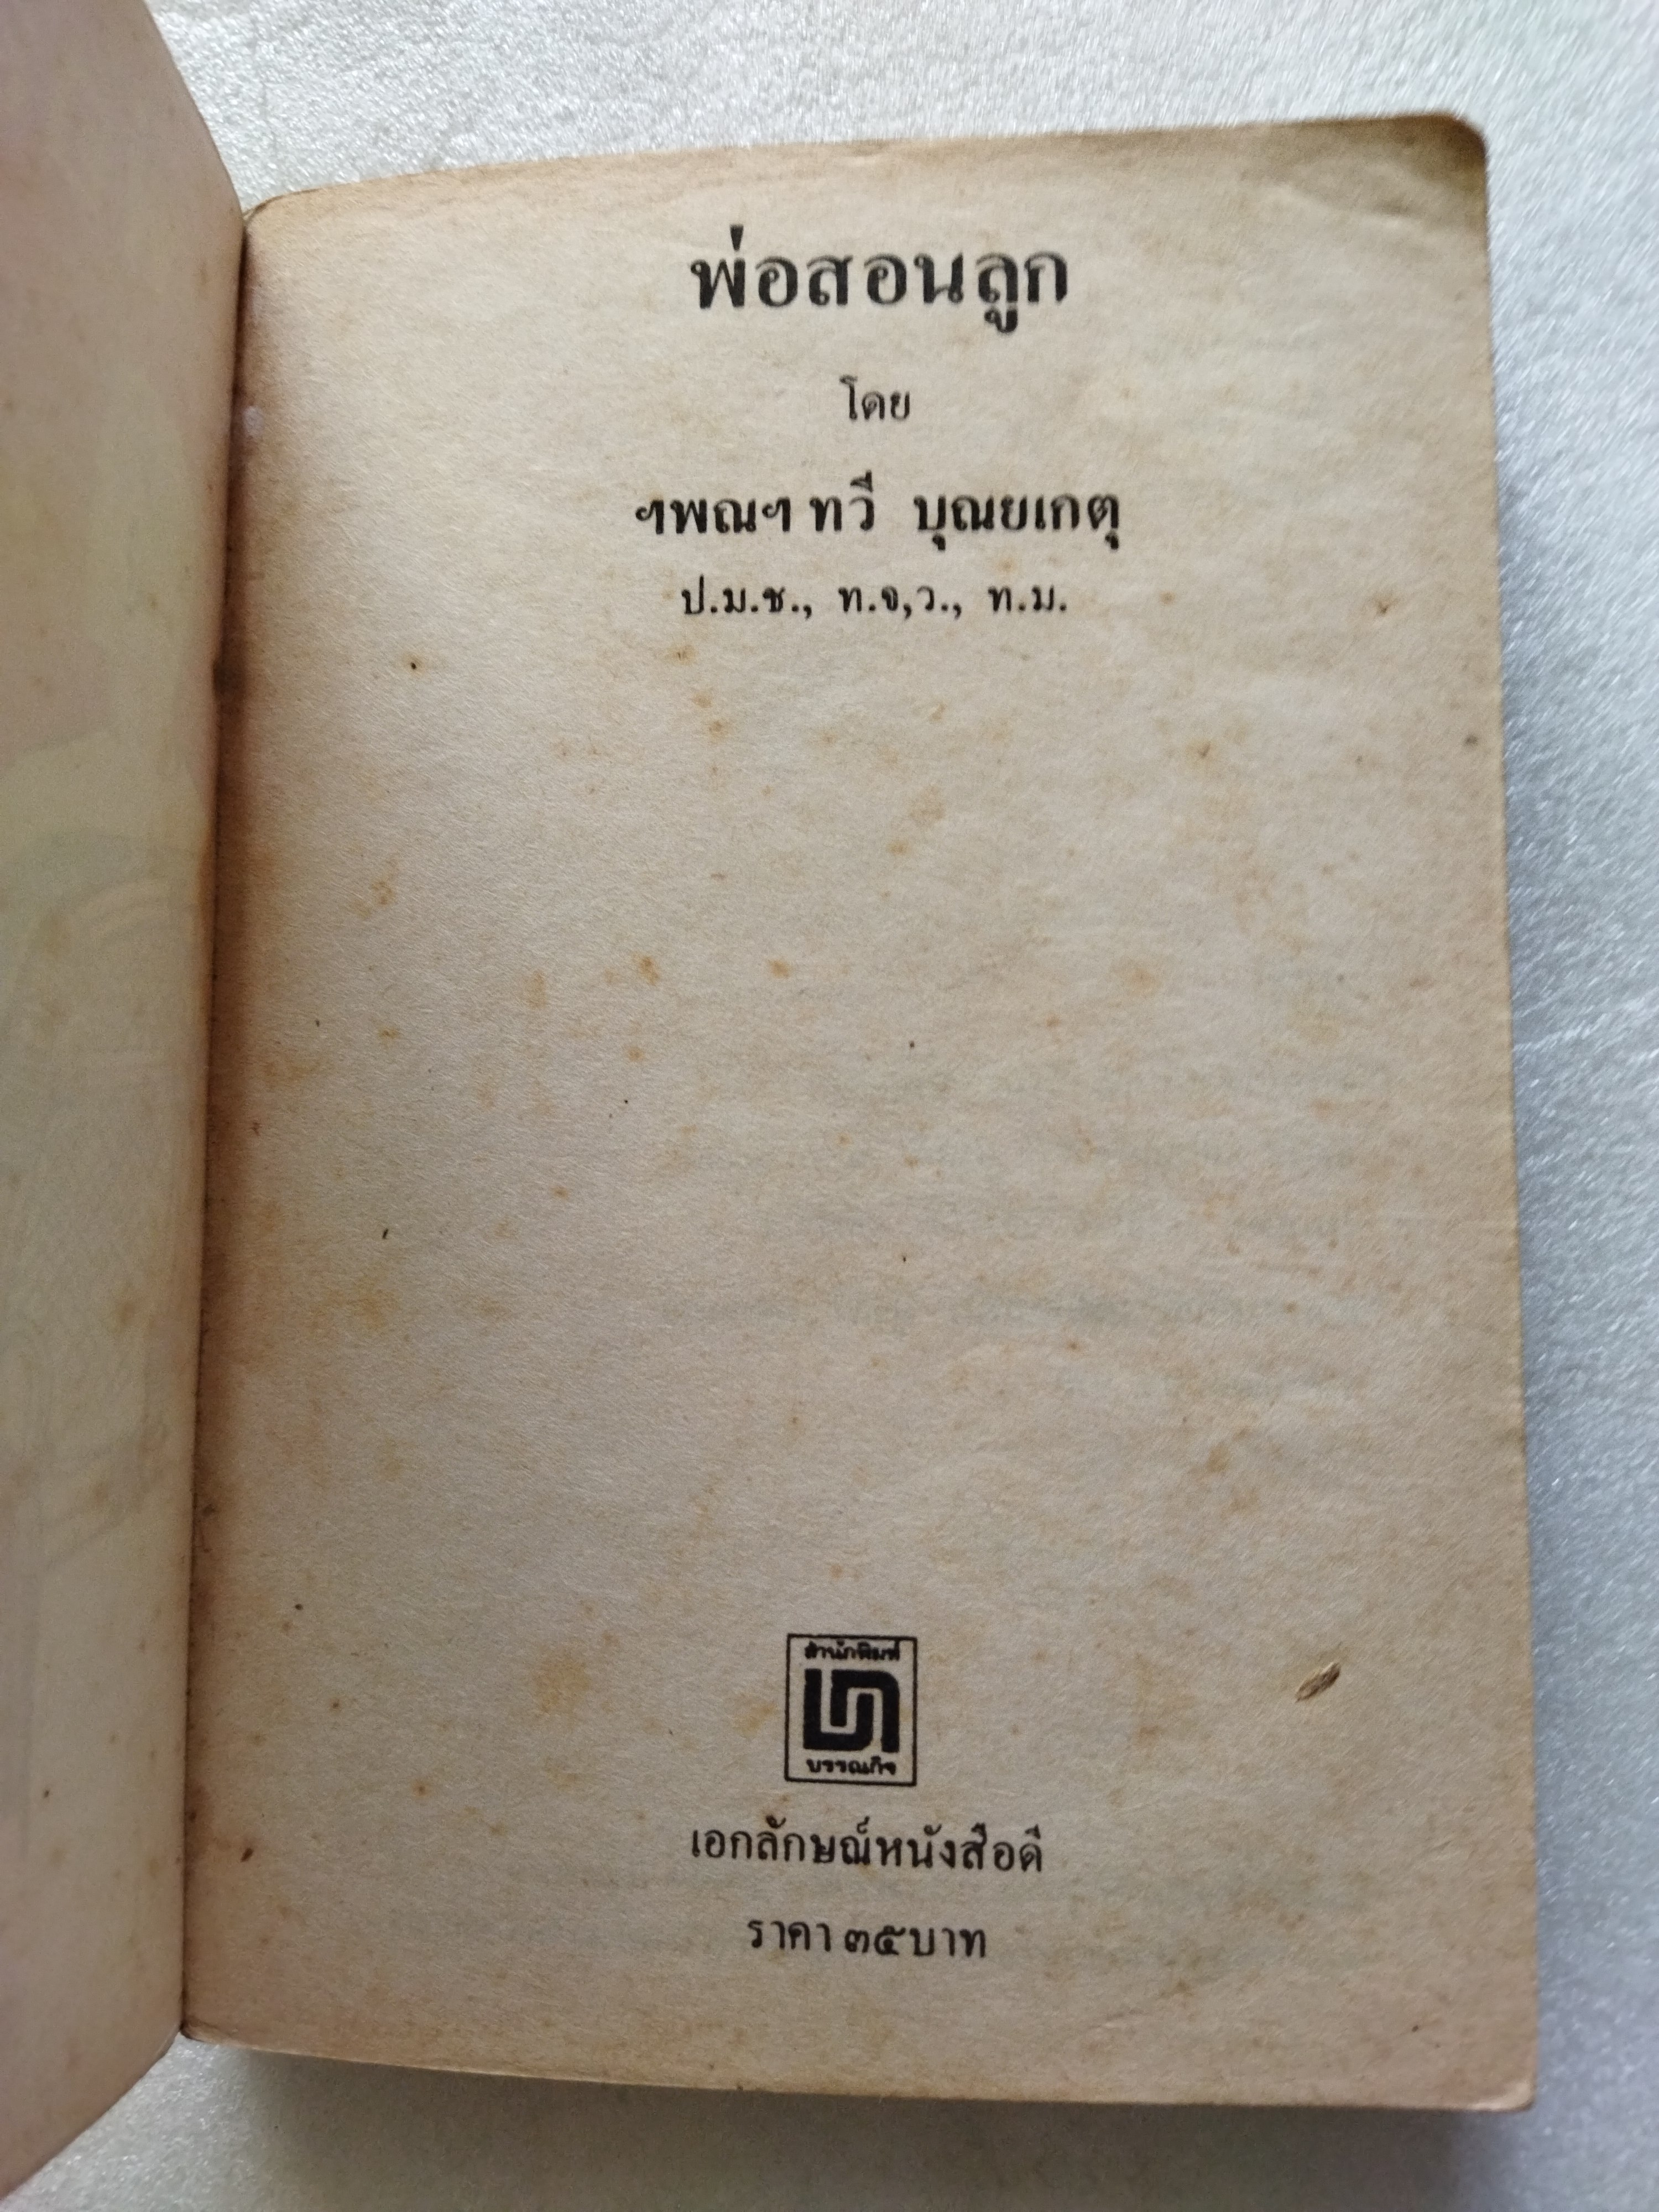 พ่อสอนลูก
โดย
ฯพณฯ ทวี บุณยเกตุ
ป.ม.ช., ท.จ,ว., ท.ม.
สำนักพิมพ์
บรรณกิจ
เอกลักษณ์หนังสือดี
ราคา ๓๕ บาท